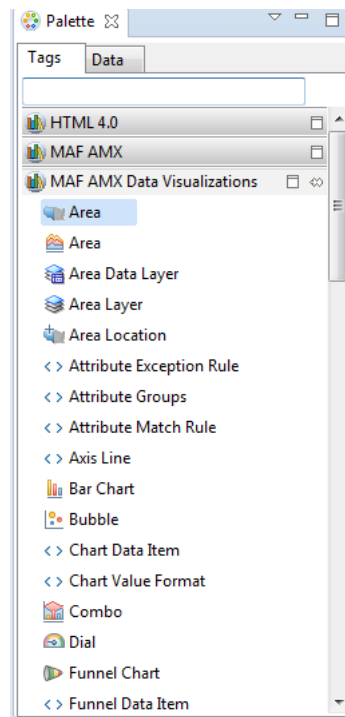 Palette
Tags Data
HTML 4.0
MAF AMX
MAF AMX Data Visualizations
Area
Area
Area Data Layer
Area Layer
Area Location
<> Attribute Exception Rule
<> Attribute Groups
<> Attribute Match Rule
<> Axis Line
Bar Chart
Bubble
<> Chart Data Item
<> Chart Value Format
Combo
Dial
Funnel Chart
<> Funnel Data Item